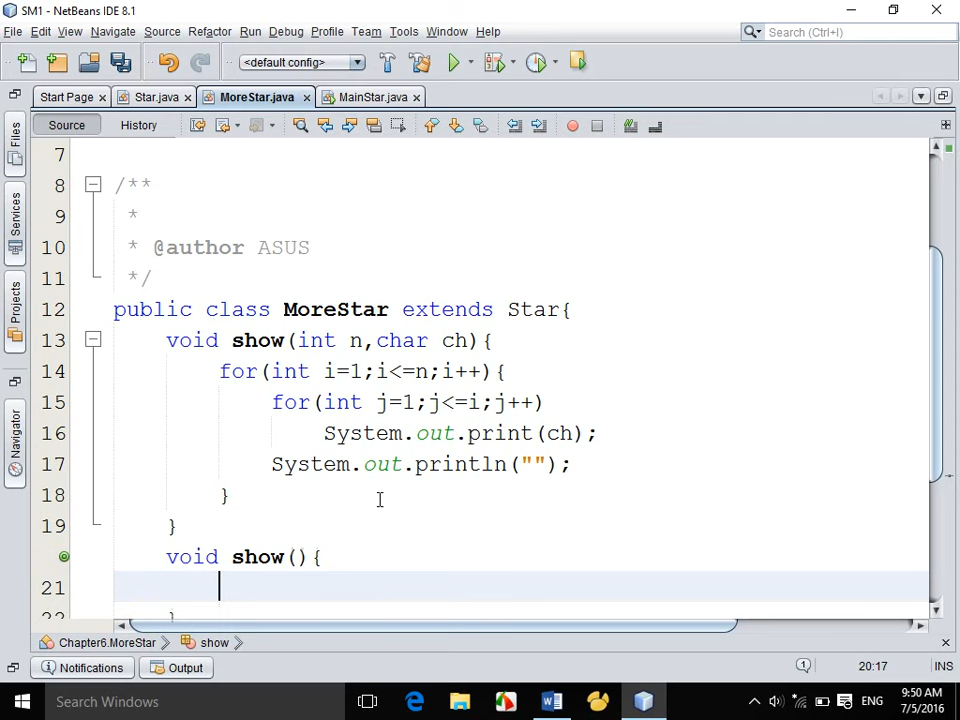 SM1 - NetBeans IDE 8.1
File Edit View Navigate Source Refactor Run Debug Profile Team Tools Window Help
Search (Ctrl+I)
<default config>
Start Page Star.java MoreStar.java MainStar.java
Source History
Files
Services
Projects
Navigator
7
8 /**
9 *
10 * @author ASUS
11 */
12 public class MoreStar extends Star{
13 void show(int n,char ch){
14 for(int i=1;i<=n;i++){
15 for(int j=1;j<=i;j++)
16 System.out.print(ch);
17 System.out.println("");
18 }
19 }
void show(){
21
22 }
Chapter6.MoreStar show
Notifications Output
1 20:17 INS
Search Windows
ENG 9:50 AM
7/5/2016